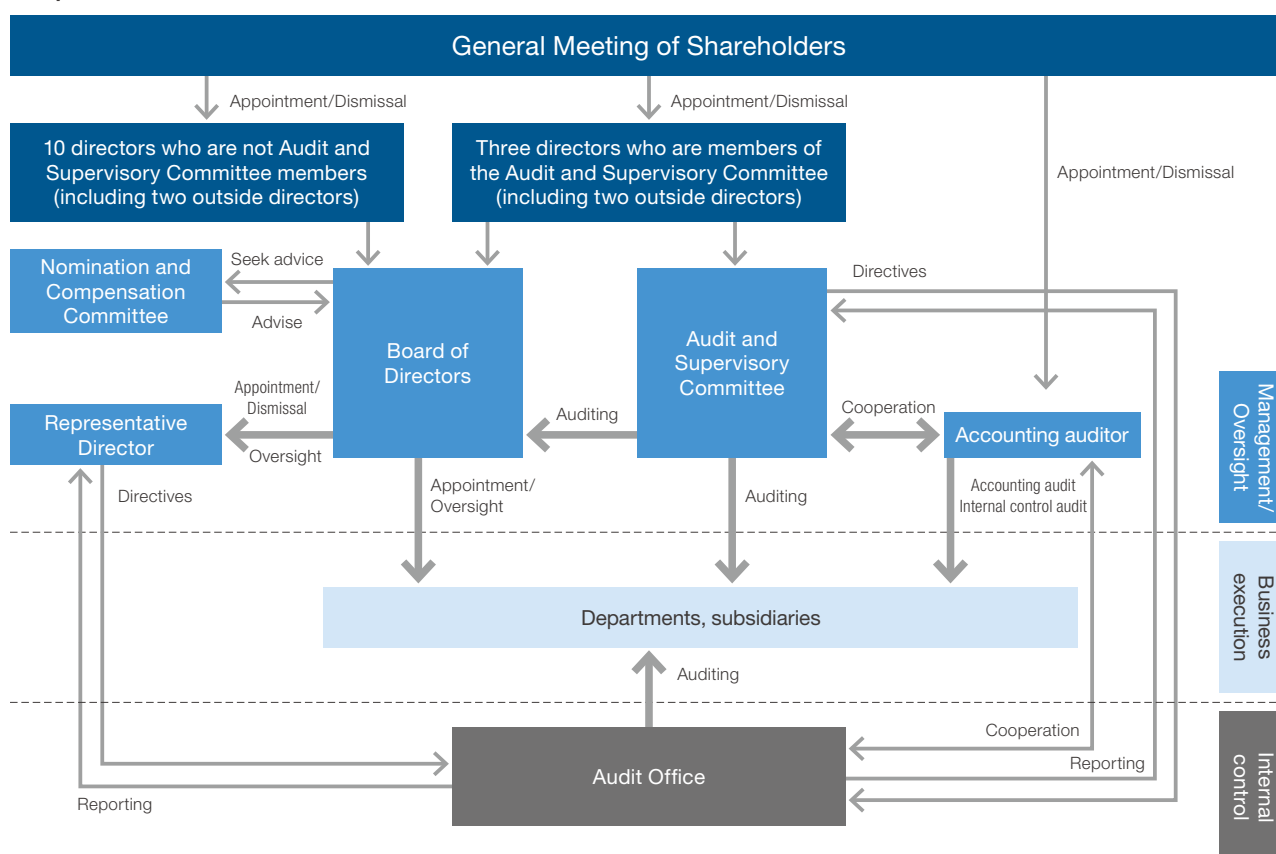 General Meeting of Shareholders
Appointment/Dismissal
Appointment/Dismissal
Appointment/Dismissal
10 directors who are not Audit and
Supervisory Committee members
(including two outside directors)
Three directors who are members of
the Audit and Supervisory Committee
(including two outside directors)
Nomination and
Compensation
Committee
Seek advice
Advise
Board of
Directors
Audit and
Supervisory
Committee
Directives
Appointment/
Dismissal
Oversight
Representative
Director
Auditing
Cooperation
Accounting auditor
Management/
Oversight
Directives
Appointment/
Oversight
Auditing
Accounting audit
Internal control audit
Departments, subsidiaries
Business
execution
Auditing
Audit Office
Cooperation
Reporting
Reporting
Internal
control